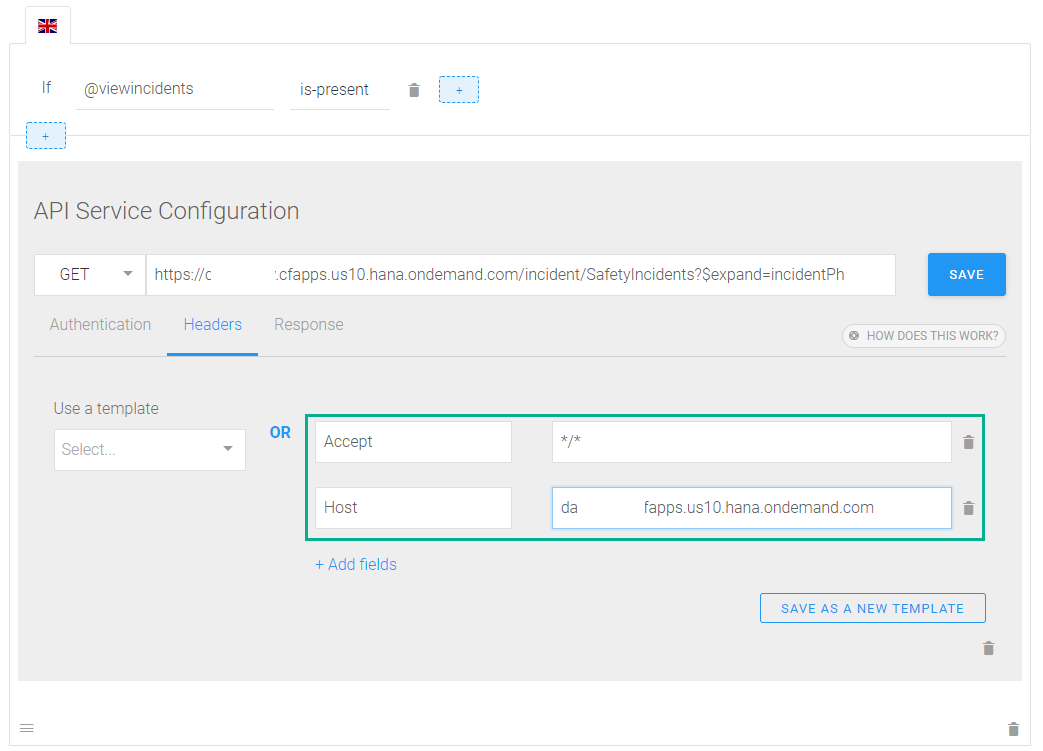 If @viewincidents is-present +
+
API Service Configuration
GET https://c .cfapps.us10.hana.ondemand.com/incident/SafetyIncidents?$expand=incidentPh SAVE
Authentication Headers Response HOW DOES THIS WORK?
Use a template
OR
Select...
Accept */*
Host da fapps.us10.hana.ondemand.com
+ Add fields
SAVE AS A NEW TEMPLATE